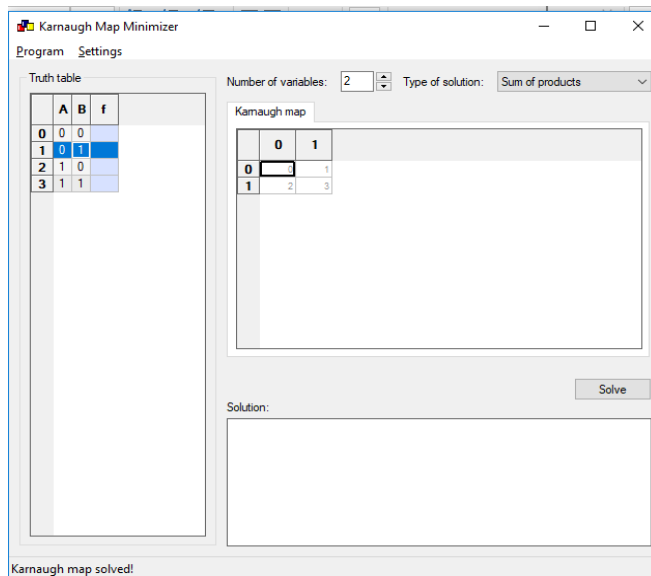 Karnaugh Map Minimizer
Program Settings
Truth table
Number of variables: 2 Type of solution: Sum of products
A B f
0 0 0
1 0 1
2 1 0
3 1 1
Karnaugh map
0 1
0 0 1
1 2 3
Solve
Solution:
Karnaugh map solved!